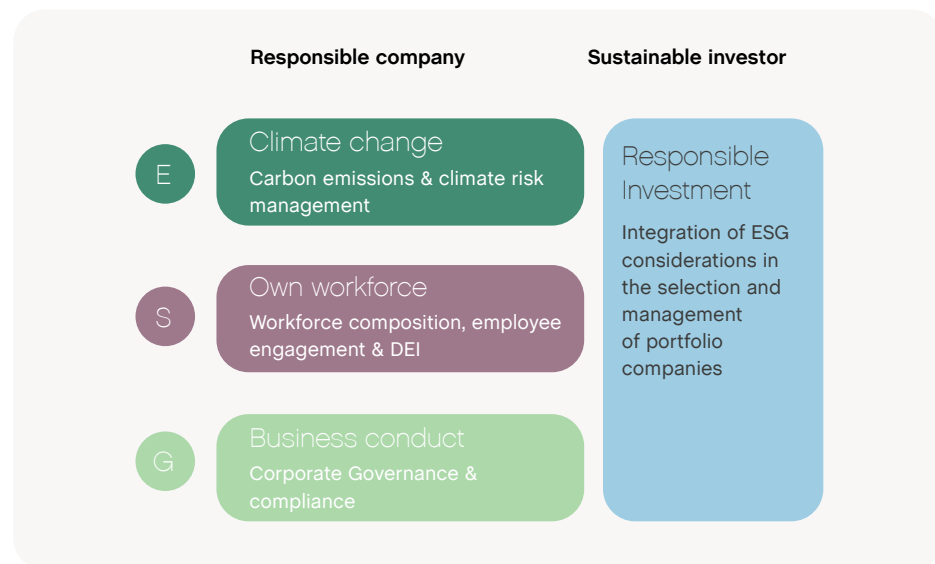 Responsible company
Sustainable investor
E
Climate change
Carbon emissions & climate risk
management
S
Own workforce
Workforce composition, employee
engagement & DEI
G
Business conduct
Corporate Governance &
compliance
Responsible
Investment
Integration of ESG
considerations in
the selection and
management
of portfolio
companies